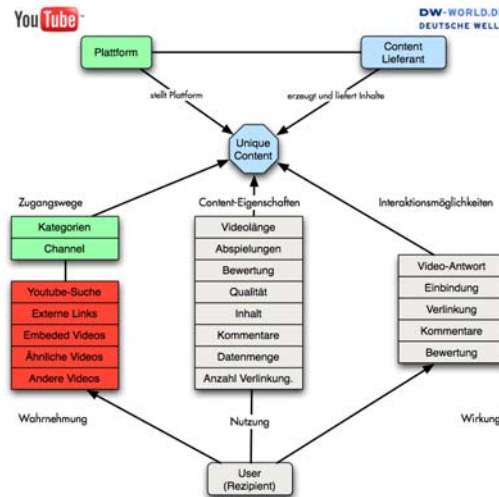 YouTube
DW-WORLD.D
DEUTSCHE WELL
Plattform
Content
Lieferant
stellt Plattform
erzeugt und liefert Inhalte
Unique
Content
Zugangswege
Content-Eigenschaften
Interaktionsmöglichkeiten
Kategorien
Channel
Youtube-Suche
Externe Links
Embeded Videos
Ähnliche Videos
Andere Videos
Videolänge
Abspielungen
Bewertung
Qualität
Inhalt
Kommentare
Datenmenge
Anzahl Verlinkung.
Video-Antwort
Einbindung
Verlinkung
Kommentare
Bewertung
Wahrnehmung
Nutzung
Wirkung
User
(Rezipient)